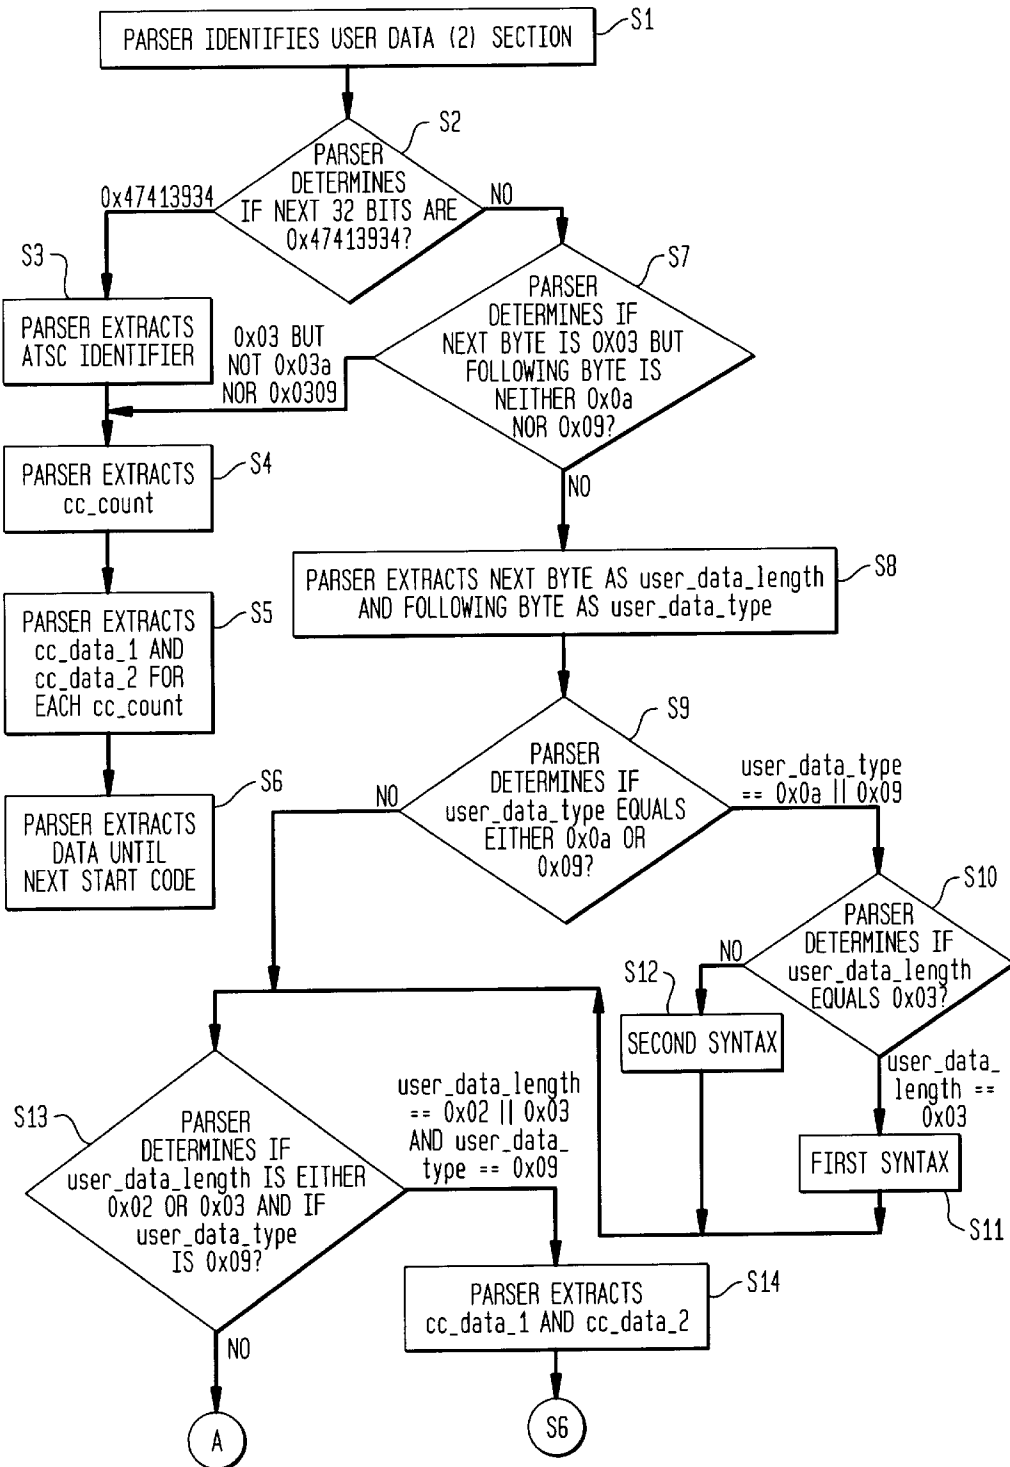 PARSER IDENTIFIES USER DATA (2) SECTION
S1
S2
PARSER
DETERMINES
IF NEXT 32 BITS ARE
0x47413934?
0x47413934
NO
S3
PARSER EXTRACTS
ATSC IDENTIFIER
S7
PARSER
DETERMINES IF
NEXT BYTE IS 0X03 BUT
FOLLOWING BYTE IS
NEITHER 0x0a
NOR 0x09?
0x03 BUT
NOT 0x03a
NOR 0x0309
NO
S4
PARSER EXTRACTS
cc_count
S8
PARSER EXTRACTS NEXT BYTE AS user_data_length
AND FOLLOWING BYTE AS user_data_type
S5
PARSER EXTRACTS
cc_data_1 AND
cc_data_2 FOR
EACH cc_count
S6
PARSER EXTRACTS
DATA UNTIL
NEXT START CODE
S9
PARSER
DETERMINES IF
user_data_type EQUALS
EITHER 0x0a OR
0x09?
NO
user_data_type
== 0x0a || 0x09
S10
PARSER
DETERMINES IF
user_data_length
EQUALS 0x03?
NO
S12
SECOND SYNTAX
user_data_
length ==
0x03
FIRST SYNTAX
S11
S13
PARSER
DETERMINES IF
user_data_length IS EITHER
0x02 OR 0x03 AND IF
user_data_type
IS 0x09?
user_data_length
== 0x02 || 0x03
AND user_data_
type == 0x09
S14
PARSER EXTRACTS
cc_data_1 AND cc_data_2
NO
A
S6